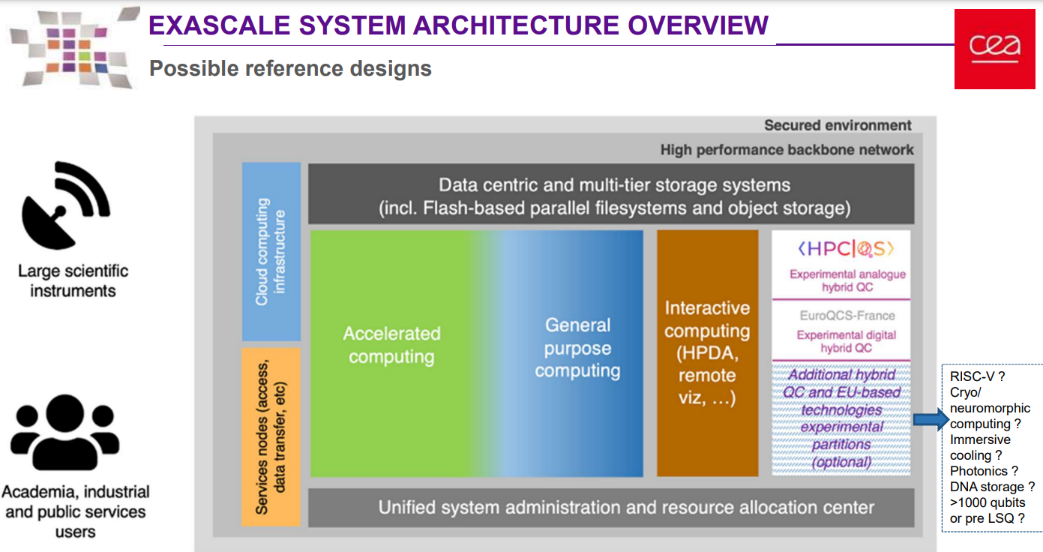 EXASCALE SYSTEM ARCHITECTURE OVERVIEW
Possible reference designs
cea
Secured environment
High performance backbone network
Large scientific
instruments
Academia, industrial
and public services
users
Cloud computing
infrastructure
Services nodes (access,
data transfer, etc)
Data centric and multi-tier storage systems
(incl. Flash-based parallel filesystems and object storage)
Accelerated
computing
General
purpose
computing
Interactive
computing
(HPDA,
remote
viz, ...)
<HPC|QS>
Experimental analogue
hybrid QC
EuroQCS-France
Experimental digital
hybrid QC
Additional hybrid
QC and EU-based
technologies
experimental
partitions
(optional)
RISC-V ?
Cryo/
neuromorphic
computing ?
Immersive
cooling ?
Photonics ?
DNA storage ?
>1000 qubits
or pre LSQ ?
Unified system administration and resource allocation center